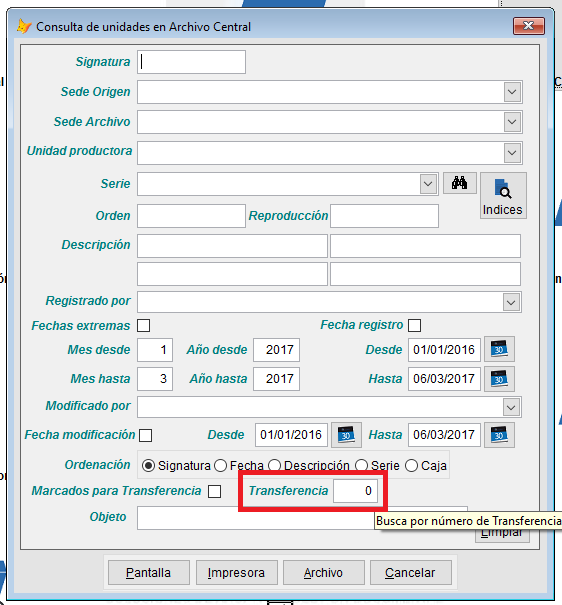 Consulta de unidades en Archivo Central
Signatura
Sede Origen
Sede Archivo
Unidad productora
Serie
Indices
Orden Reproducción
Descripción
Registrado por
Fechas extremas Fecha registro
Mes desde 1 Año desde 2017 Desde 01/01/2016 30
Mes hasta 3 Año hasta 2017 Hasta 06/03/2017 30
Modificado por
Fecha modificación Desde 01/01/2016 30 Hasta 06/03/2017 30
Ordenación Signatura Fecha Descripción Serie Caja
Marcados para Transferencia Transferencia 0
Objeto
Busca por número de Transferencia
Limpiar
Pantalla Impresora Archivo Cancelar